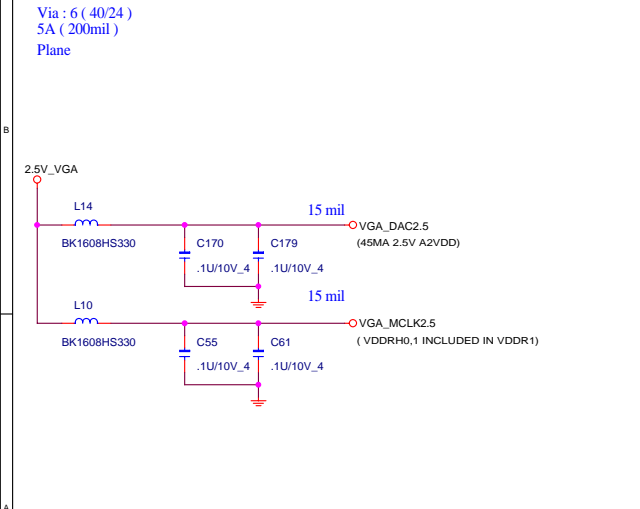 Via : 6 ( 40/24 )
5A ( 200mil )
Plane
B
2.5V_VGA
L14
15 mil
VGA_DAC2.5
BK1608HS330
C170
C179
(45MA 2.5V A2VDD)
.1U/10V_4
.1U/10V_4
15 mil
L10
VGA_MCLK2.5
BK1608HS330
C55
C61
( VDDRH0,1 INCLUDED IN VDDR1)
.1U/10V_4
.1U/10V_4
A